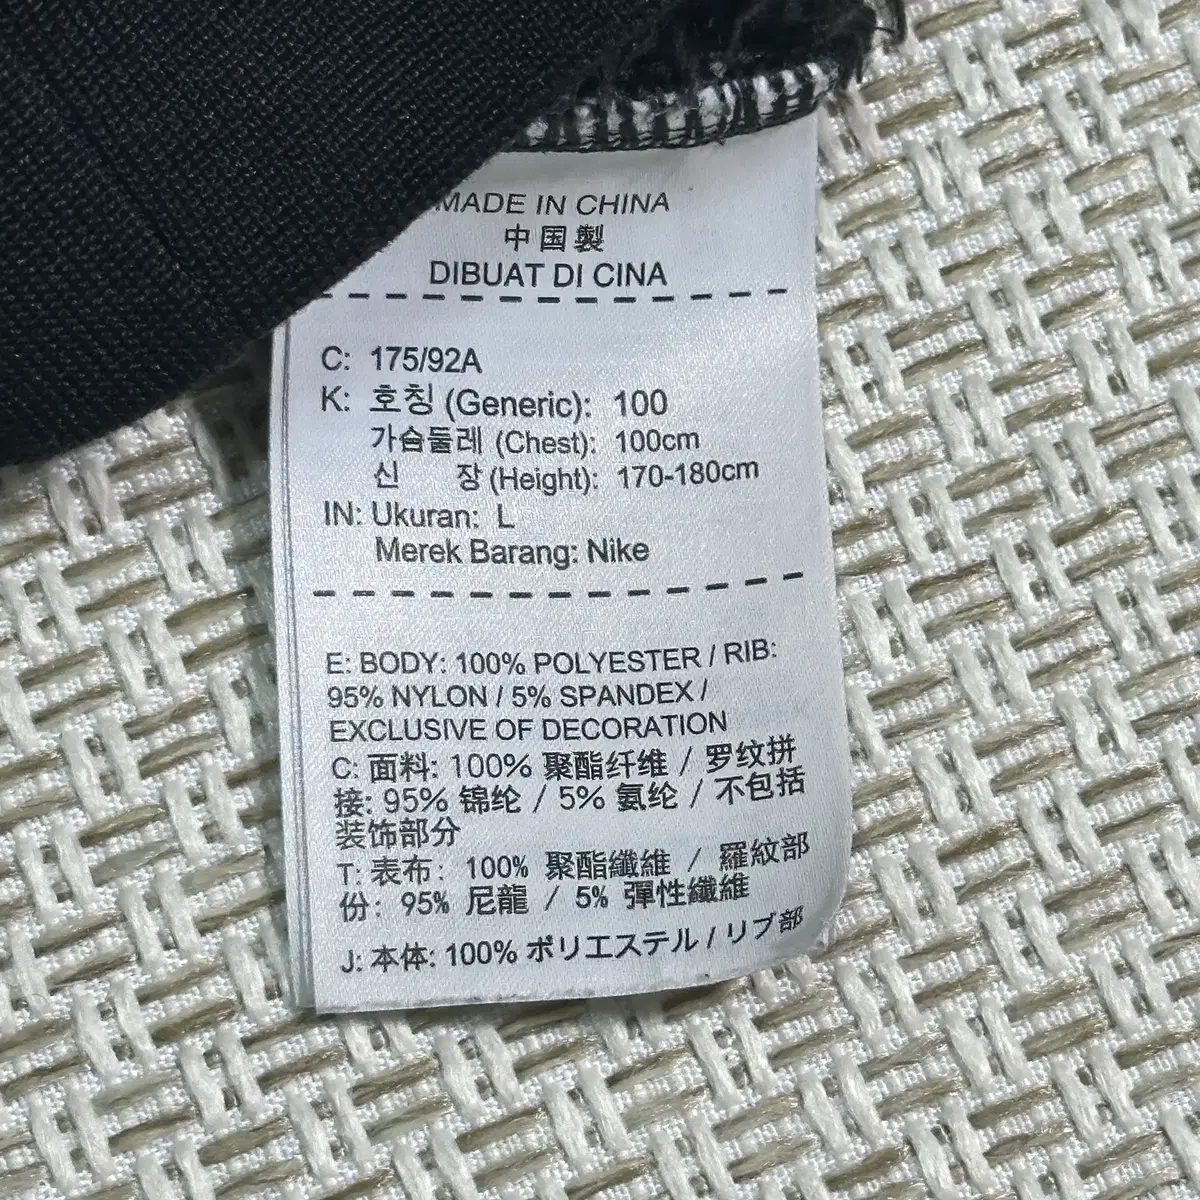 MADE IN CHINA
中国製
DIBUAT DI CINA
C: 175/92A
K: 호칭 (Generic): 100
가슴둘레 (Chest): 100cm
신 장 (Height): 170-180cm
IN: Ukuran: L
Merek Barang: Nike
E: BODY: 100% POLYESTER / RIB:
95% NYLON / 5% SPANDEX /
EXCLUSIVE OF DECORATION
C: 面料: 100% 聚酯纤维 / 罗纹拼
接: 95% 锦纶 / 5% 氨纶 / 不包括
装饰部分
T: 表布: 100% 聚酯纖維 / 羅紋部
份: 95% 尼龍 / 5% 彈性纖維
J: 本体: 100% ポリエステル / リブ部